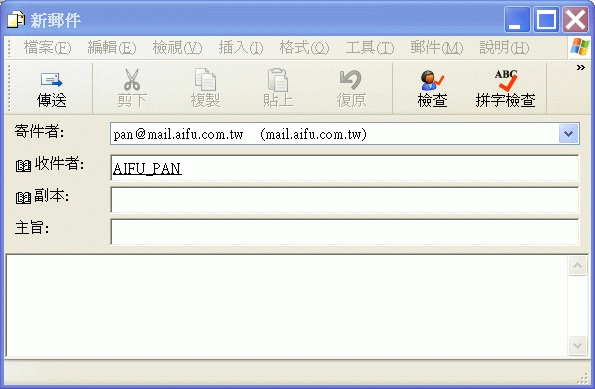 新郵件
檔案(F) 編輯(E) 檢視(V) 插入(I) 格式(O) 工具(T) 郵件(M) 說明(H)
ABC
傳送 剪下 複製 貼上 復原 檢查 拼字檢查 »
寄件者: pan@mail.aifu.com.tw (mail.aifu.com.tw)
收件者: AIFU_PAN
副本:
主旨: